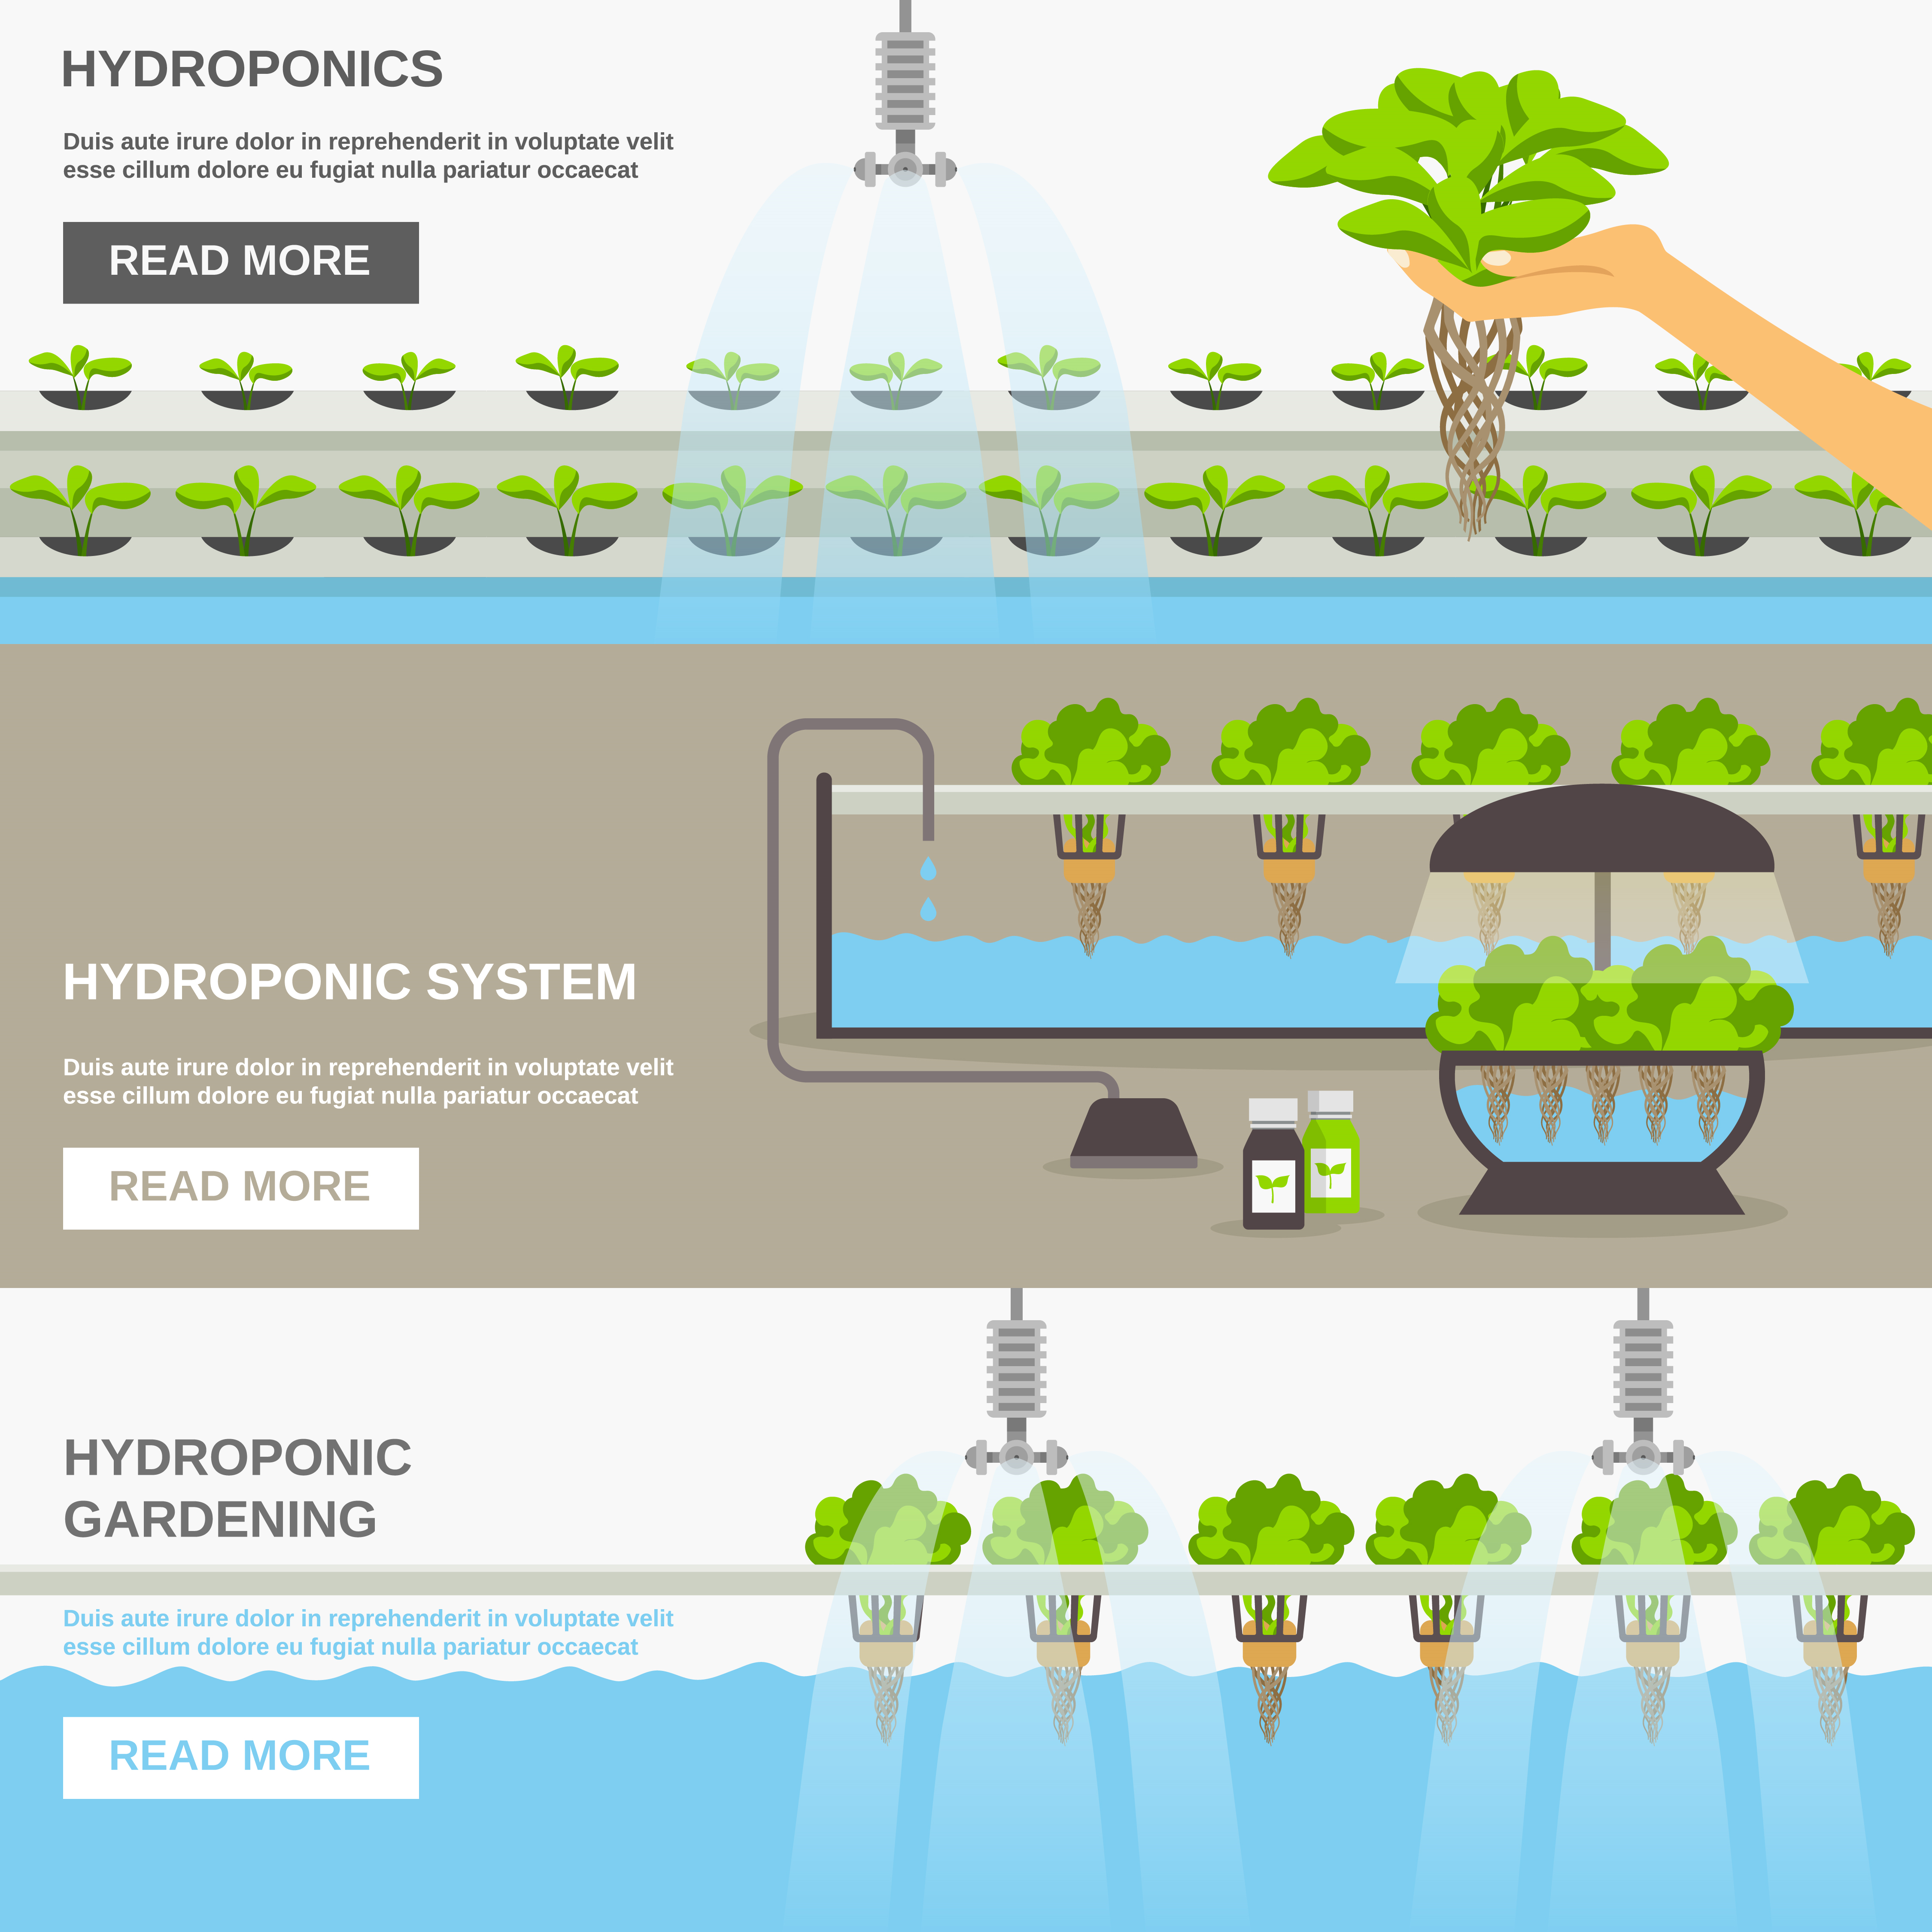 HYDROPONICS
Duis aute irure dolor in reprehenderit in voluptate velit
esse cillum dolore eu fugiat nulla pariatur occaecat
READ MORE
HYDROPONIC SYSTEM
Duis aute irure dolor in reprehenderit in voluptate velit
esse cillum dolore eu fugiat nulla pariatur occaecat
READ MORE
HYDROPONIC
GARDENING
Duis aute irure dolor in reprehenderit in voluptate velit
esse cillum dolore eu fugiat nulla pariatur occaecat
READ MORE